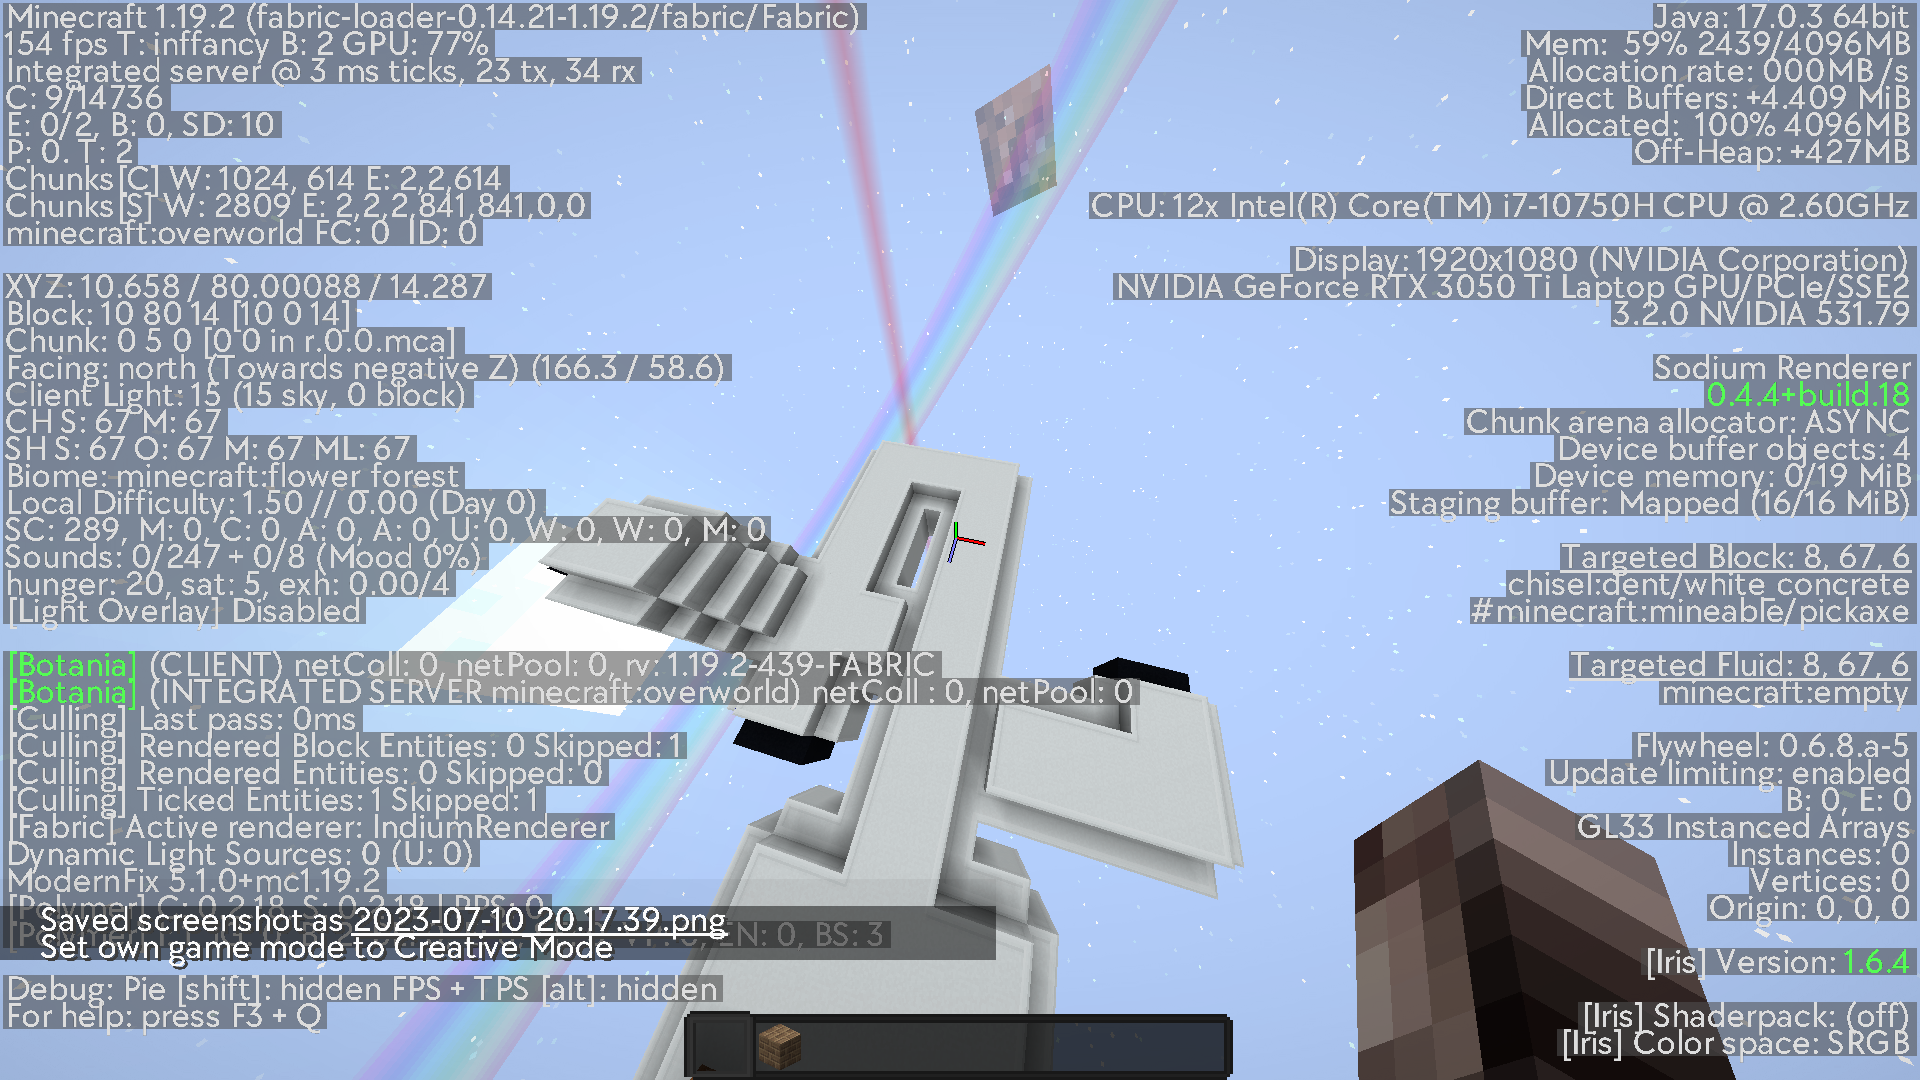 Minecraft 1.19.2 (fabric-loader-0.14.21-1.19.2/fabric/Fabric)
154 fps T: inffancy B: 2 GPU: 77%
Integrated server @ 3 ms ticks, 23 tx, 34 rx
C: 9/14736
E: 0/2, B: 0, SD: 10
P: 0. T: 2
Chunks[C] W: 1024, 614 E: 2,2,614
Chunks[S] W: 2809 E: 2,2,2,841,841,0,0
minecraft:overworld FC: 0 ID: 0
XYZ: 10.658 / 80.00088 / 14.287
Block: 10 80 14 [10 0 14]
Chunk: 0 5 0 [0 0 in r.0.0.mca]
Facing: north (Towards negative Z) (166.3 / 58.6)
Client Light: 15 (15 sky, 0 block)
CH S: 67 M: 67
SH S: 67 O: 67 M: 67 ML: 67
Biome: minecraft:flower_forest
Local Difficulty: 1.50 // 0.00 (Day 0)
SC: 289, M: 0, C: 0, A: 0, A: 0, U: 0, W: 0, W: 0, M: 0
Sounds: 0/247 + 0/8 (Mood 0%)
hunger: 20, sat: 5, exh: 0.00/4
[Light Overlay] Disabled
[Botania] (CLIENT) netColl: 0, netPool: 0, rv: 1.19.2-439-FABRIC
[Botania] (INTEGRATED SERVER minecraft:overworld) netColl : 0, netPool: 0
[Culling] Last pass: 0ms
[Culling] Rendered Block Entities: 0 Skipped: 1
[Culling] Rendered Entities: 0 Skipped: 0
[Culling] Ticked Entities: 1 Skipped: 1
[Fabric] Active renderer: IndiumRenderer
Dynamic Light Sources: 0 (U: 0)
ModernFix 5.1.0+mc1.19.2
[Polymer] C: 0.2.18, S: 0.2.18 | RPS: 0
Saved screenshot as 2023-07-10_20.17.39.png
EN: 0, BS: 3
Set own game mode to Creative Mode
Debug: Pie [shift]: hidden FPS + TPS [alt]: hidden
For help: press F3 + Q
Java: 17.0.3 64bit
Mem: 59% 2439/4096MB
Allocation rate: 000MB/s
Direct Buffers: +4.409 MiB
Allocated: 100% 4096MB
Off-Heap: +427MB
CPU: 12x Intel(R) Core(TM) i7-10750H CPU @ 2.60GHz
Display: 1920x1080 (NVIDIA Corporation)
NVIDIA GeForce RTX 3050 Ti Laptop GPU/PCIe/SSE2
3.2.0 NVIDIA 531.79
Sodium Renderer
0.4.4+build.18
Chunk arena allocator: ASYNC
Device buffer objects: 4
Device memory: 0/19 MiB
Staging buffer: Mapped (16/16 MiB)
Targeted Block: 8, 67, 6
chisel:dent/white_concrete
#minecraft:mineable/pickaxe
Targeted Fluid: 8, 67, 6
minecraft:empty
Flywheel: 0.6.8.a-5
Update limiting: enabled
B: 0, E: 0
GL33 Instanced Arrays
Instances: 0
Vertices: 0
Origin: 0, 0, 0
[Iris] Version: 1.6.4
[Iris] Shaderpack: (off)
[Iris] Color space: SRGB